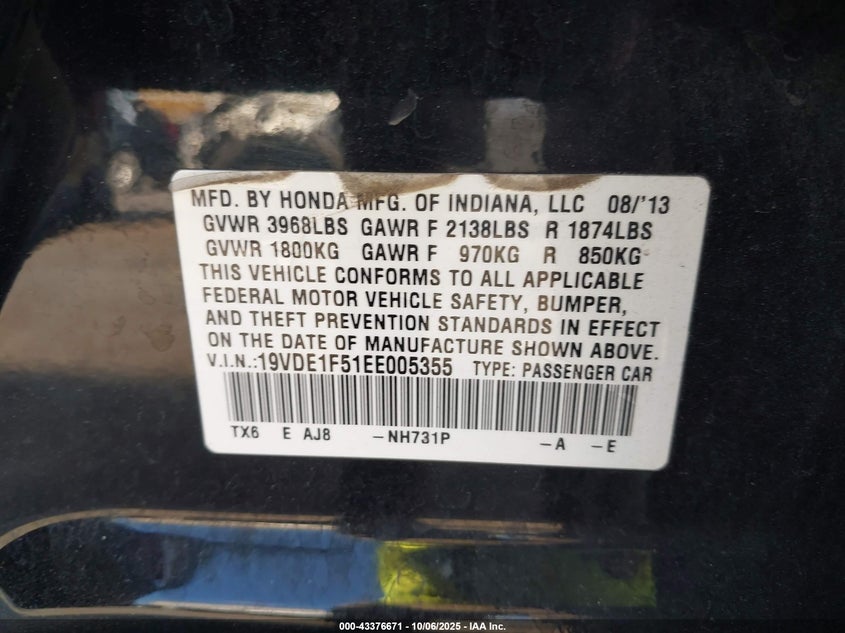 MFD. BY HONDA MFG. OF INDIANA, LLC 08/'13
GVWR 3968LBS GAWR F 2138LBS R 1874LBS
GVWR 1800KG GAWR F 970KG R 850KG
THIS VEHICLE CONFORMS TO ALL APPLICABLE
FEDERAL MOTOR VEHICLE SAFETY, BUMPER,
AND THEFT PREVENTION STANDARDS IN EFFECT
ON THE DATE OF MANUFACTURE SHOWN ABOVE.
V.I.N.:19VDE1F51EE005355 TYPE: PASSENGER CAR
TX6 E AJ8 -NH731P -A -E
000-43376671 - 10/06/2025 - IAA Inc.